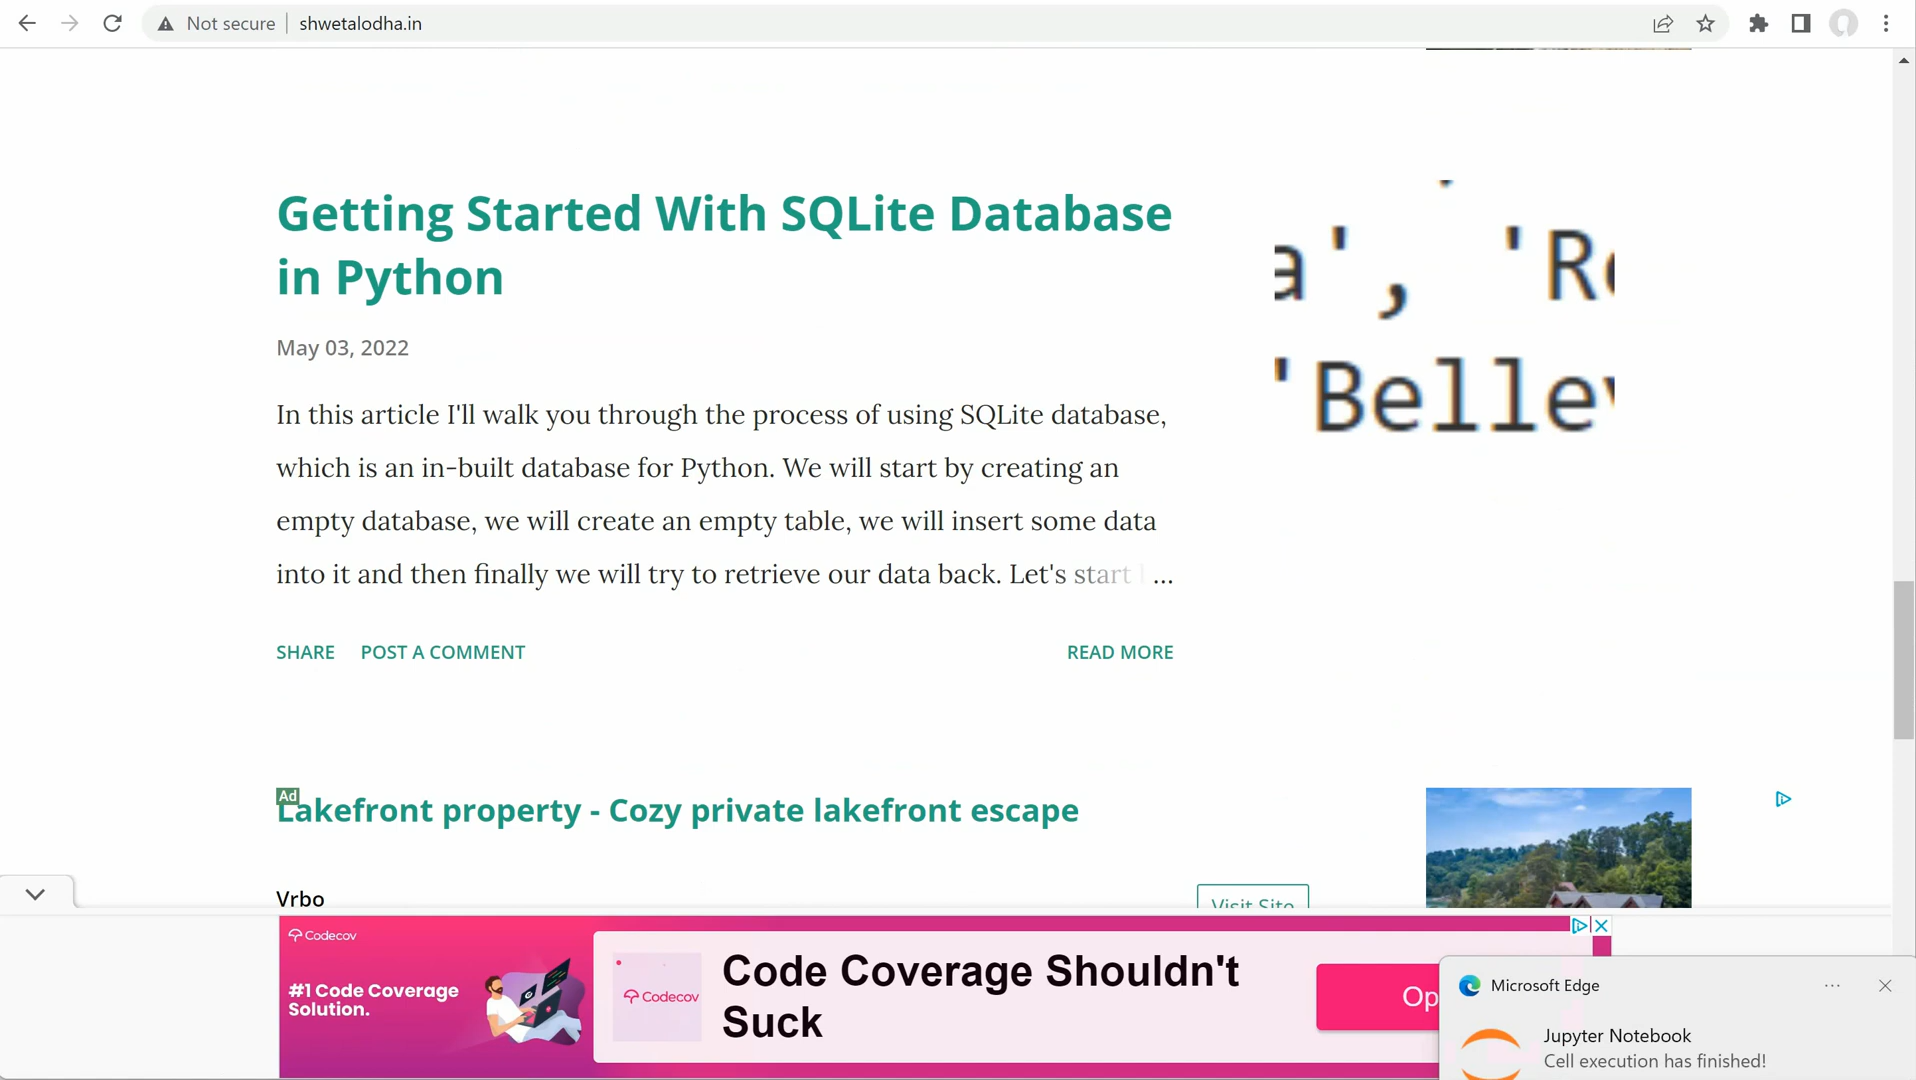 Not secure
shwetalodha.in
Getting Started With SQLite Database
in Python
a', 'R
'Belle
May 03, 2022
In this article I'll walk you through the process of using SQLite database,
which is an in-built database for Python. We will start by creating an
empty database, we will create an empty table, we will insert some data
into it and then finally we will try to retrieve our data back. Let's start ...
SHARE
POST A COMMENT
READ MORE
Ad
Lakefront property - Cozy private lakefront escape
Vrbo
Visit Site
Codecov
#1 Code Coverage
Solution.
Codecov
Code Coverage Shouldn't
Suck
Op
Microsoft Edge
Jupyter Notebook
Cell execution has finished!